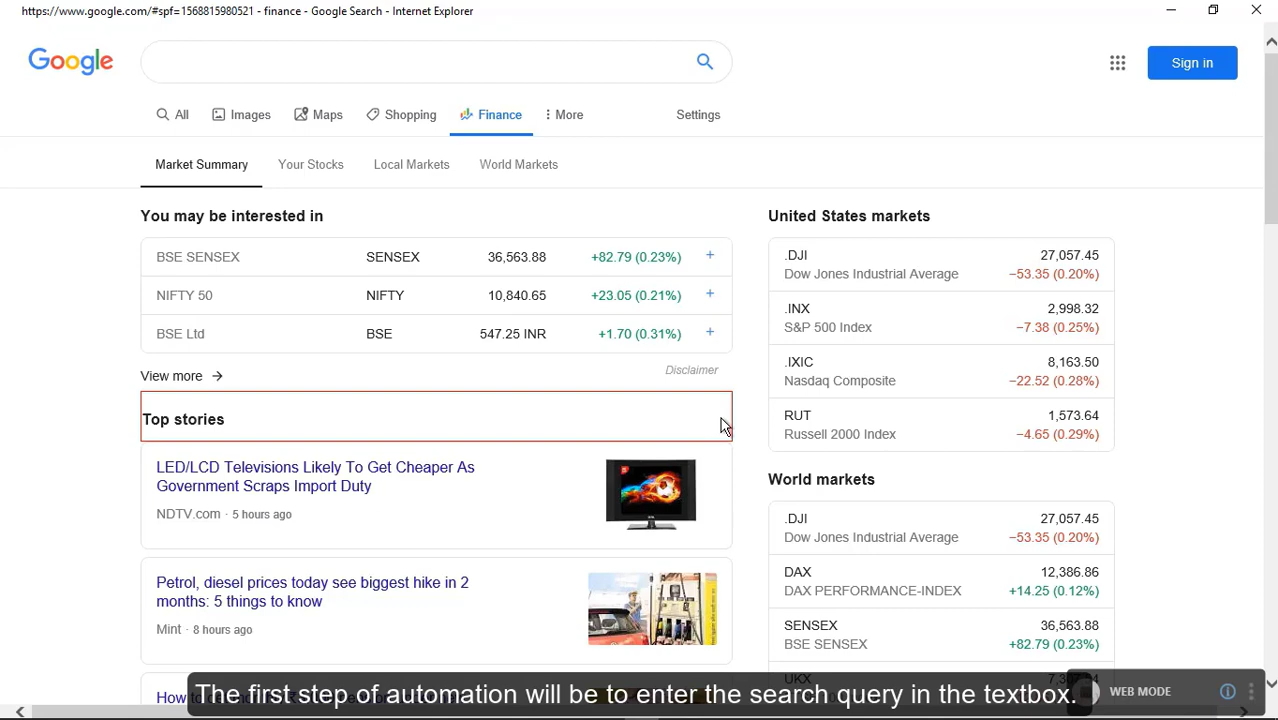 https://www.google.com/#spf=1568815980521 - finance - Google Search - Internet Explorer
Google
Sign in
All
Images
Maps
Shopping
Finance
More
Settings
Market Summary
Your Stocks
Local Markets
World Markets
You may be interested in
BSE SENSEX SENSEX 36,563.88 +82.79 (0.23%) +
NIFTY 50 NIFTY 10,840.65 +23.05 (0.21%) +
BSE Ltd BSE 547.25 INR +1.70 (0.31%) +
View more →
Disclaimer
Top stories
LED/LCD Televisions Likely To Get Cheaper As
Government Scraps Import Duty
NDTV.com · 5 hours ago
Petrol, diesel prices today see biggest hike in 2
months: 5 things to know
Mint · 8 hours ago
United States markets
.DJI 27,057.45
Dow Jones Industrial Average −53.35 (0.20%)
.INX 2,998.32
S&P 500 Index −7.38 (0.25%)
.IXIC 8,163.50
Nasdaq Composite −22.52 (0.28%)
RUT 1,573.64
Russell 2000 Index −4.65 (0.29%)
World markets
.DJI 27,057.45
Dow Jones Industrial Average −53.35 (0.20%)
DAX 12,386.86
DAX PERFORMANCE-INDEX +14.25 (0.12%)
SENSEX 36,563.88
BSE SENSEX +82.79 (0.23%)
UKX
The first step of automation will be to enter the search query in the textbox.
WEB MODE